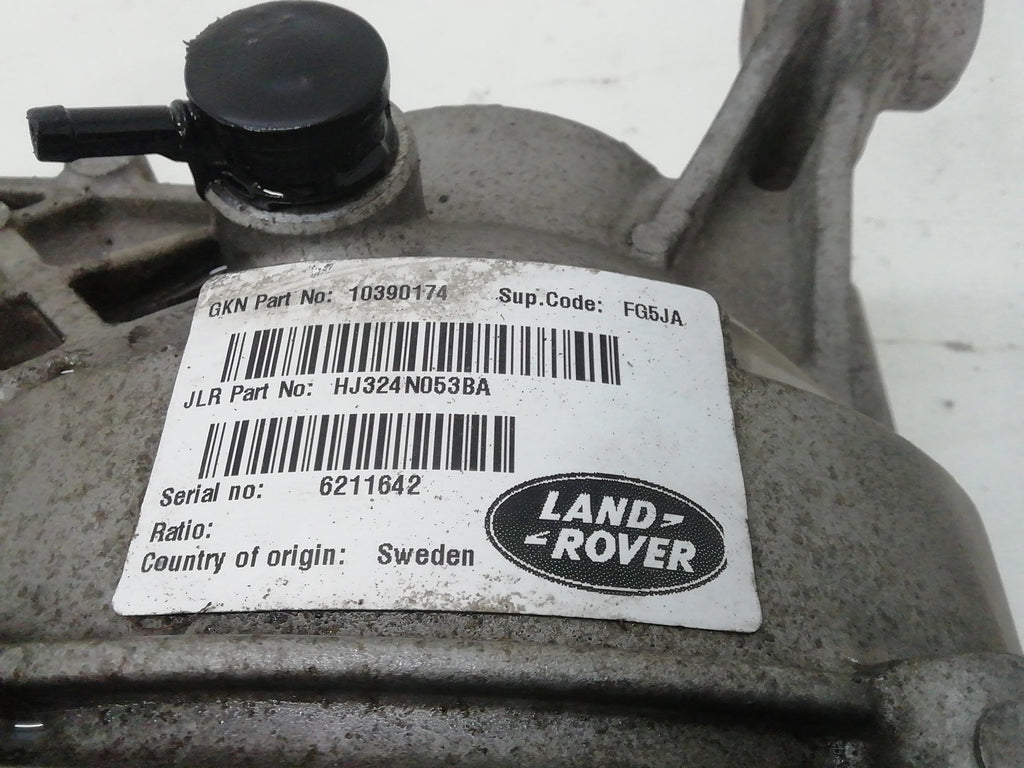 GKN Part No: 10390174 Sup.Code: FG5JA
JLR Part No: HJ324N053BA
Serial no: 6211642
Ratio:
Country of origin: Sweden
LAND
ROVER